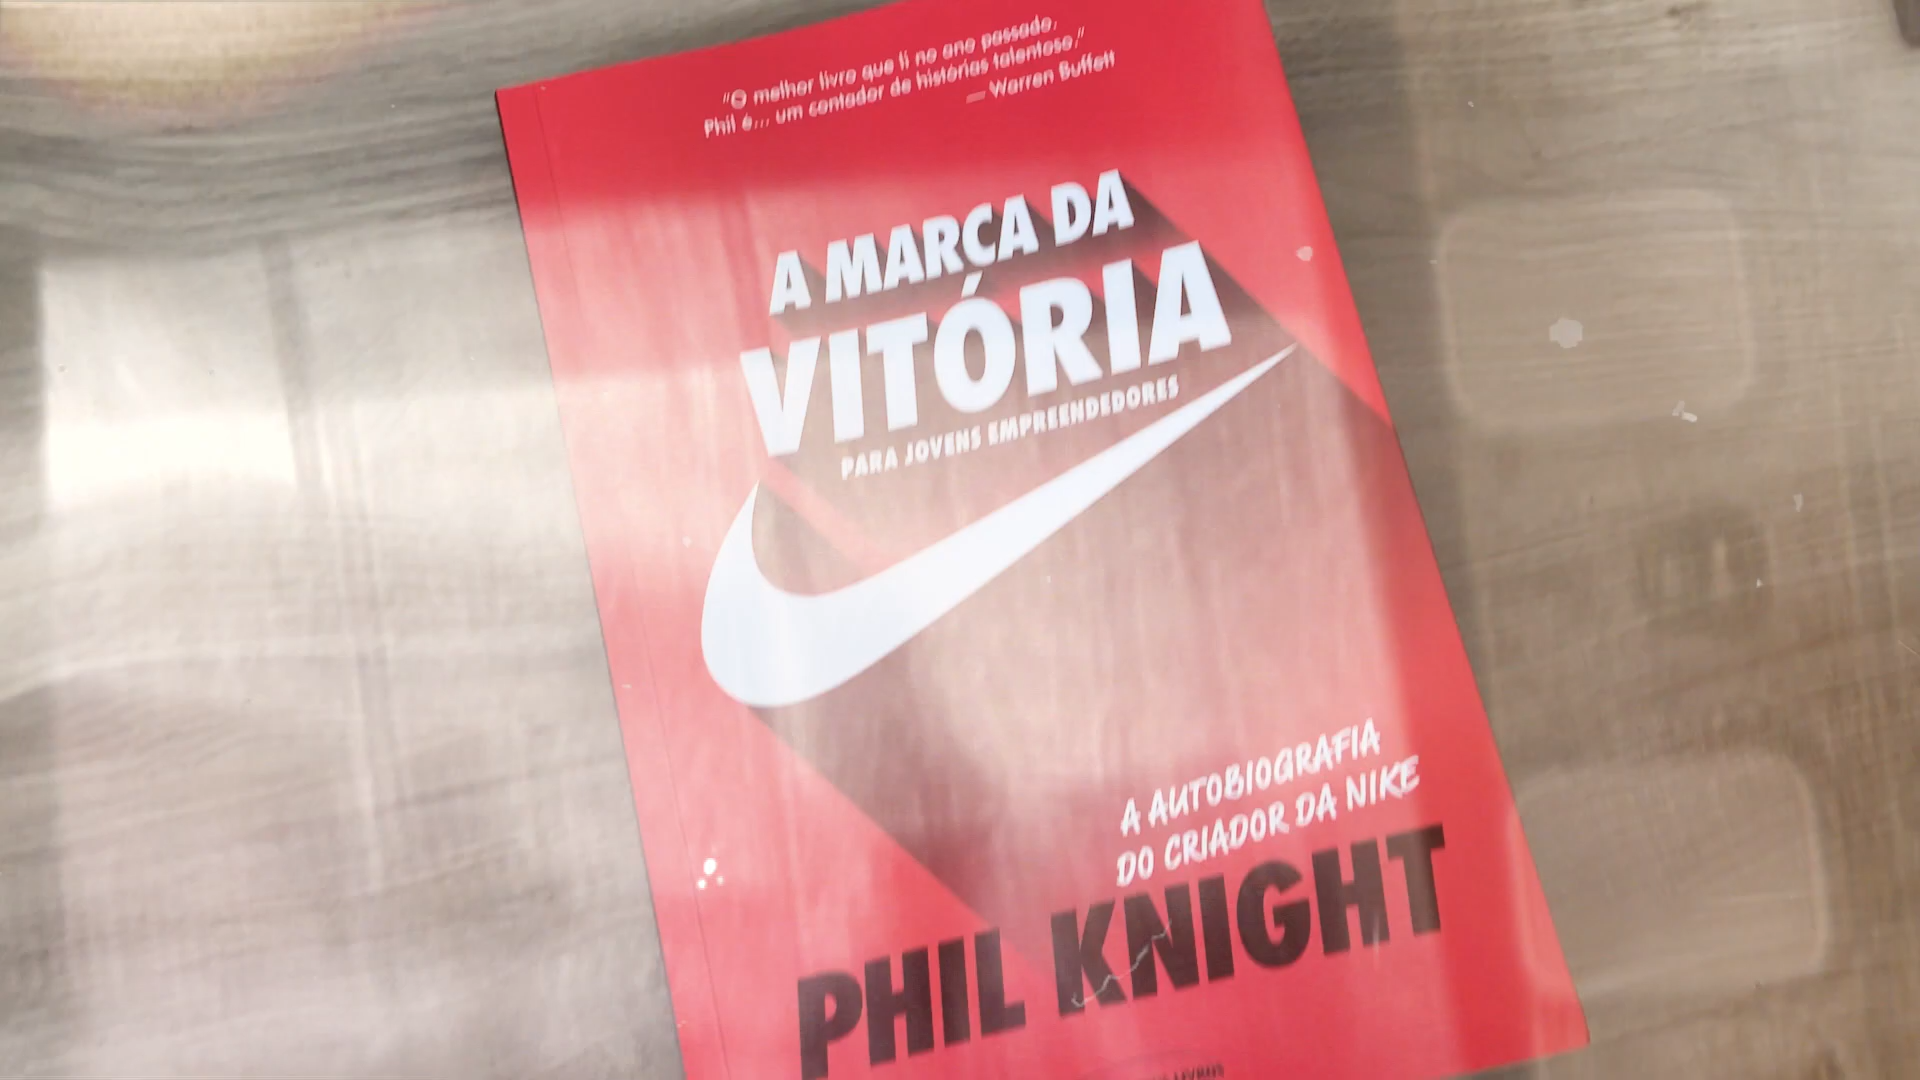 "O melhor livro que li no ano passado.
Phil é... um contador de histórias talentoso."
— Warren Buffett
A MARCA DA
VITÓRIA
PARA JOVENS EMPREENDEDORES
A AUTOBIOGRAFIA
DO CRIADOR DA NIKE
PHIL KNIGHT